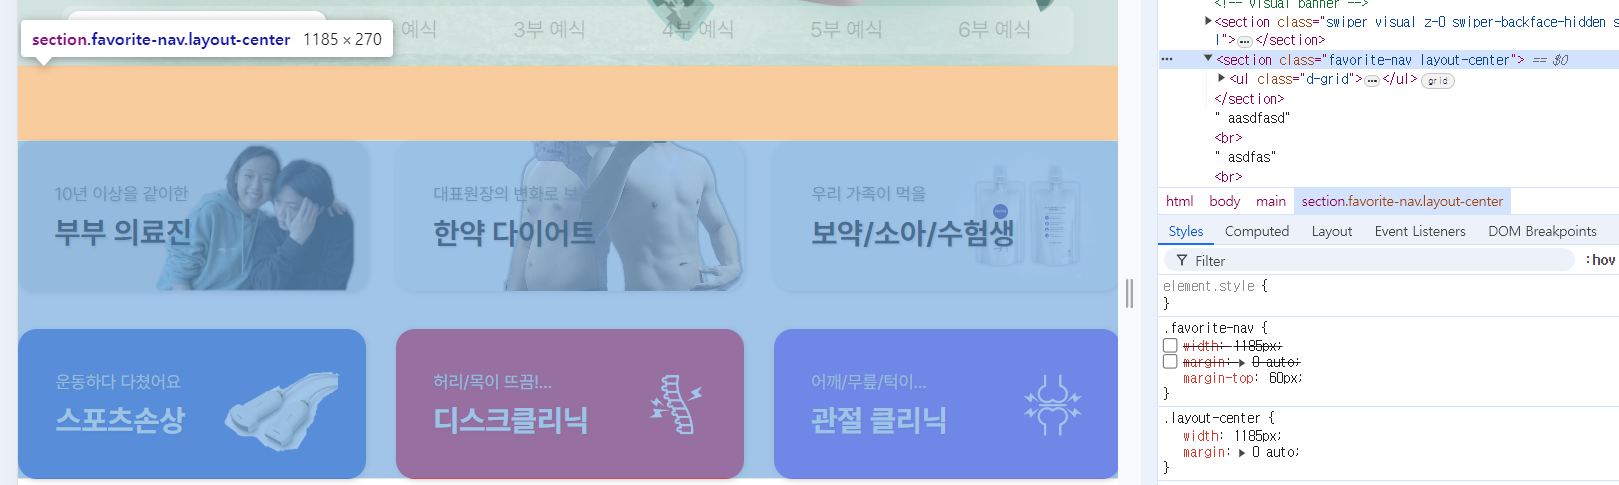 3부 예식
4부 예식
5부 예식
6부 예식
section.favorite-nav.layout-center 1185 × 270
10년 이상을 같이한
부부 의료진
대표원장의 변화로 보는
한약 다이어트
우리 가족이 먹을
보약/소아/수험생
운동하다 다쳤어요
스포츠손상
허리/목이 뜨끔!...
디스크클리닉
어깨/무릎/턱이...
관절 클리닉
<!-- visual banner -->
<section class="swiper visual z-0 swiper-backface-hidden s
l">⋯</section>
⋯ <section class="favorite-nav layout-center"> == $0
<ul class="d-grid">⋯</ul> grid
</section>
" aasdfasd"
<br>
" asdfas"
<br>
html body main section.favorite-nav.layout-center
Styles Computed Layout Event Listeners DOM Breakpoints
Filter :hov
element.style {
}
.favorite-nav {
width: 1185px;
margin: 0 auto;
margin-top: 60px;
}
.layout-center {
width: 1185px;
margin: 0 auto;
}